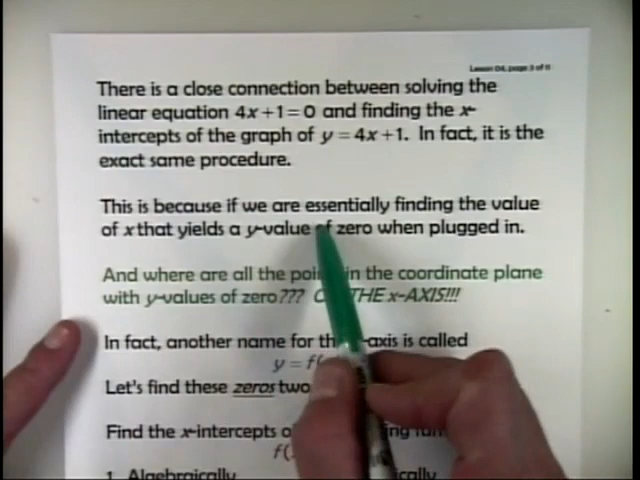 Lesson 04, page 3 of 11
There is a close connection between solving the
linear equation 4x+1=0 and finding the x-
intercepts of the graph of y=4x+1. In fact, it is the
exact same procedure.
This is because if we are essentially finding the value
of x that yields a y-value of zero when plugged in.
And where are all the in the coordinate plane
with y-values of zero??? THE x-AXIS!!!
In fact, another name for -axis is called
y = f(
Let's find these zeros two
Find the x-intercepts
f(
1. Algebraically